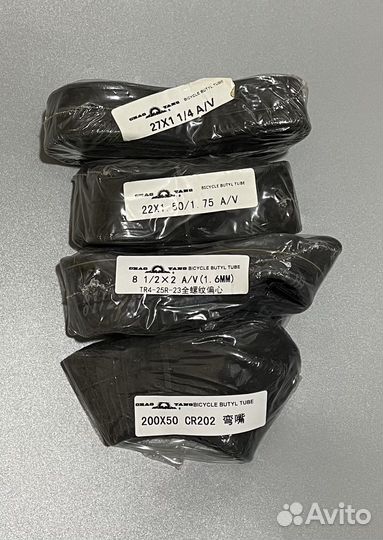 CHAO YANG BICYCLE BUTYL TUBE
27X1 1/4 A/V
CHAO YANG BICYCLE BUTYL TUBE
22X1.50/1.75 A/V
CHAO YANG BICYCLE BUTYL TUBE
8 1/2×2 A/V(1.6MM)
TR4-25R-23全螺纹偏心
CHAO YANG BICYCLE BUTYL TUBE
200X50 CR202 弯嘴
Avito